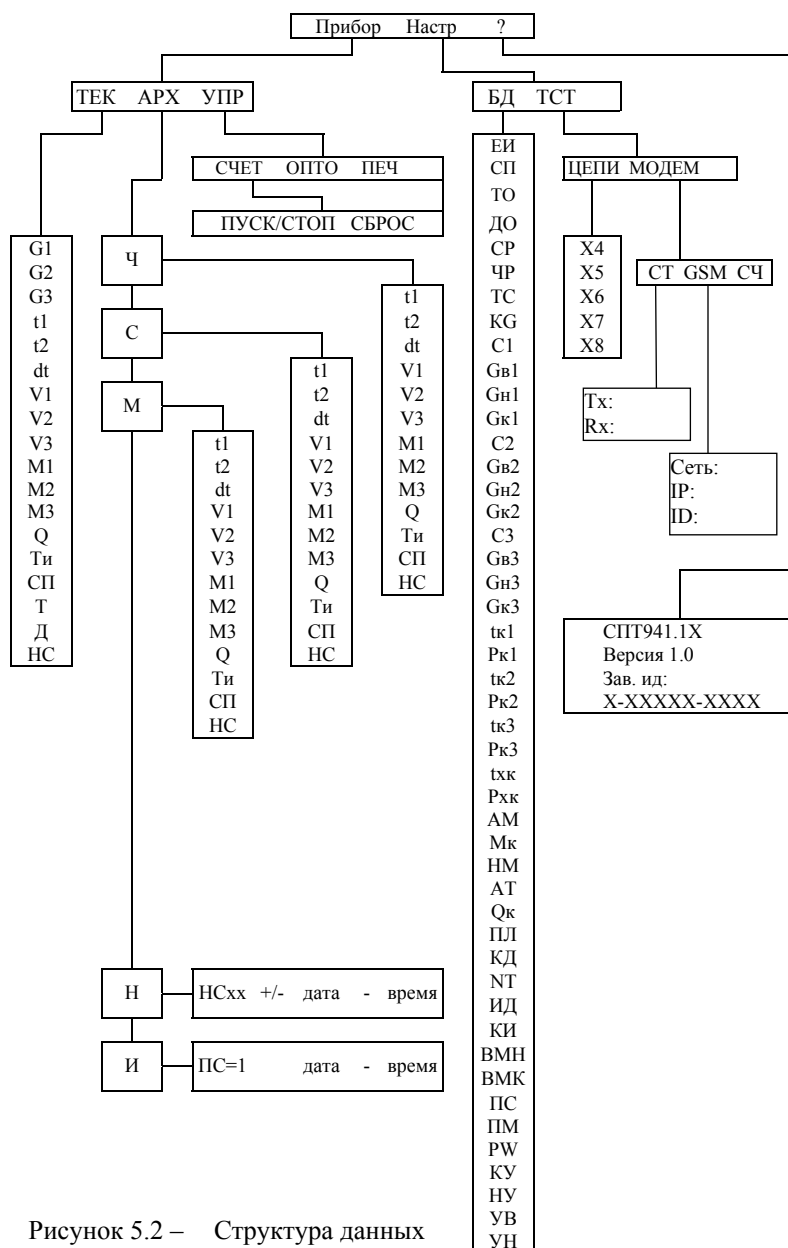 Прибор Настр ?
ТЕК АРХ УПР
БД ТСТ
СЧЕТ ОПТО ПЕЧ
ПУСК/СТОП СБРОС
ЦЕПИ МОДЕМ
G1
G2
G3
t1
t2
dt
V1
V2
V3
M1
M2
M3
Q
Ти
СП
Т
Д
НС
Ч
С
М
t1
t2
dt
V1
V2
V3
M1
M2
M3
Q
Ти
СП
НС
t1
t2
dt
V1
V2
V3
M1
M2
M3
Q
Ти
СП
НС
t1
t2
dt
V1
V2
V3
M1
M2
M3
Q
Ти
СП
НС
Н
НСхх +/- дата - время
И
ПС=1 дата - время
ЕИ
СП
ТО
ДО
СР
ЧР
ТС
KG
С1
Gв1
Gн1
Gк1
С2
Gв2
Gн2
Gк2
С3
Gв3
Gн3
Gк3
tк1
Рк1
tк2
Рк2
tк3
Рк3
tхк
Рхк
АМ
Мк
НМ
АТ
Qк
ПЛ
КД
NT
ИД
КИ
ВМН
ВМК
ПС
ПМ
PW
КУ
НУ
УВ
УН
X4
X5
X6
X7
X8
СТ GSM СЧ
Tx:
Rx:
Сеть:
IP:
ID:
СПТ941.1Х
Версия 1.0
Зав. ид:
Х-ХХХХХ-ХХХХ
Рисунок 5.2 – Структура данных